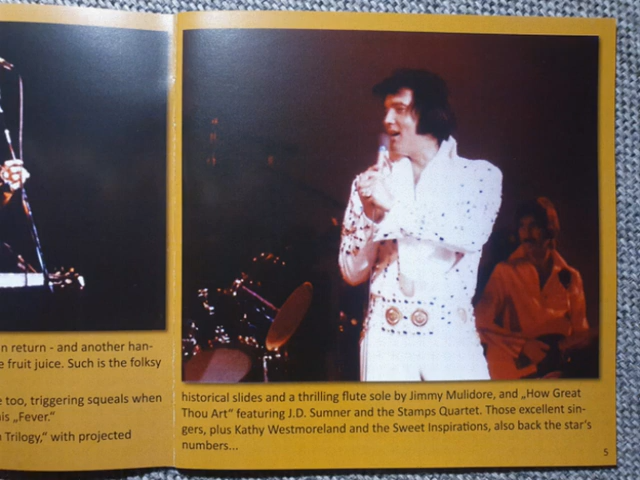 n return - and another han-
e fruit juice. Such is the folksy
e too, triggering squeals when
is „Fever.“
Trilogy,“ with projected
historical slides and a thrilling flute sole by Jimmy Mulidore, and „How Great
Thou Art“ featuring J.D. Sumner and the Stamps Quartet. Those excellent sin-
gers, plus Kathy Westmoreland and the Sweet Inspirations, also back the star's
numbers...
5